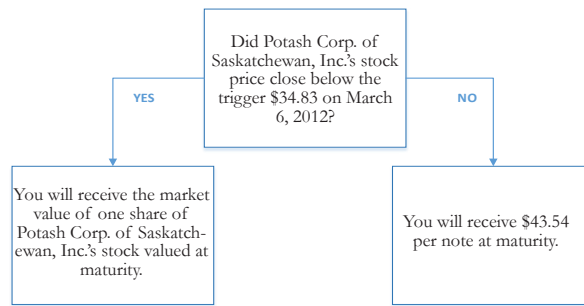 Did Potash Corp. of
Saskatchewan, Inc.'s stock
price close below the
trigger $34.83 on March
6, 2012?
YES
NO
You will receive the market
value of one share of
Potash Corp. of Saskatch-
ewan, Inc.'s stock valued at
maturity.
You will receive $43.54
per note at maturity.